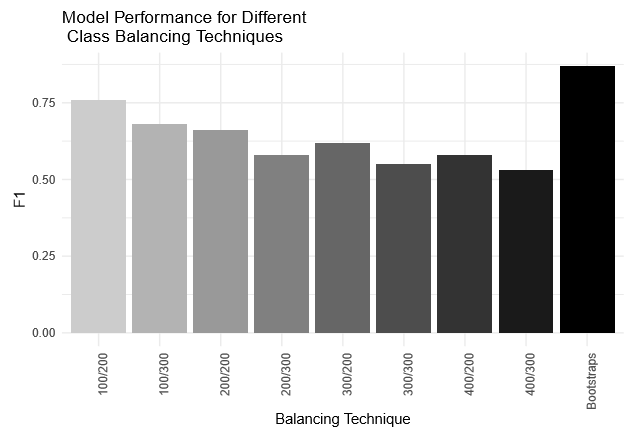 Model Performance for Different
Class Balancing Techniques
F1
0.75
0.50
0.25
0.00
100/200
100/300
200/200
200/300
300/200
300/300
400/200
400/300
Bootstraps
Balancing Technique